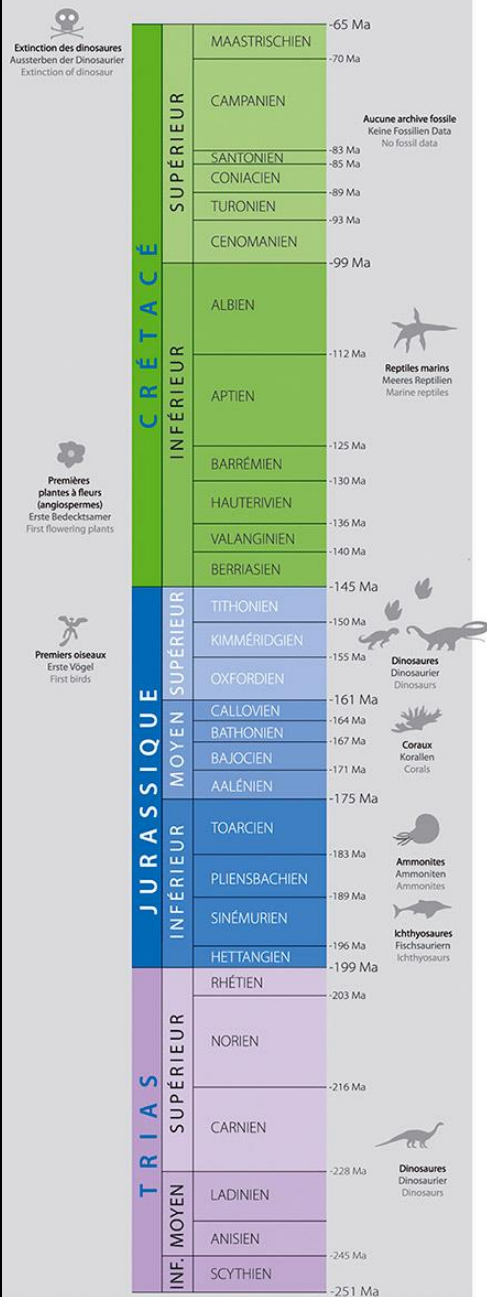 -65 Ma
MAASTRISCHIEN
Extinction des dinosaures
Aussterben der Dinosaurier
Extinction of dinosaur
-70 Ma
CAMPANIEN
Aucune archive fossile
Keine Fossilien Data
No fossil data
-83 Ma
SANTONIEN
-85 Ma
CONIACIEN
-89 Ma
TURONIEN
-93 Ma
CENOMANIEN
SUPÉRIEUR
-99 Ma
CRÉTACÉ
ALBIEN
-112 Ma
Reptiles marins
Meeres Reptilien
Marine reptiles
APTIEN
INFÉRIEUR
-125 Ma
BARRÉMIEN
-130 Ma
Premières
plantes à fleurs
(angiospermes)
Erste Bedecktsamer
First flowering plants
HAUTERIVIEN
-136 Ma
VALANGINIEN
-140 Ma
BERRIASIEN
-145 Ma
TITHONIEN
-150 Ma
KIMMÉRIDGIEN
-155 Ma
Premiers oiseaux
Erste Vögel
First birds
Dinosaures
Dinosaurier
Dinosaurs
OXFORDIEN
SUPÉRIEUR
-161 Ma
CALLOVIEN
-164 Ma
BATHONIEN
-167 Ma
Coraux
Korallen
Corals
BAJOCIEN
-171 Ma
AALÉNIEN
MOYEN
-175 Ma
JURASSIQUE
TOARCIEN
-183 Ma
Ammonites
Ammoniten
Ammonites
PLIENSBACHIEN
-189 Ma
SINÉMURIEN
Ichthyosaures
Fischsauriern
Ichthyosaurs
-196 Ma
HETTANGIEN
INFÉRIEUR
-199 Ma
RHÉTIEN
-203 Ma
NORIEN
-216 Ma
SUPÉRIEUR
CARNIEN
-228 Ma
Dinosaures
Dinosaurier
Dinosaurs
TRIAS
LADINIEN
MOYEN
ANISIEN
-245 Ma
INF.
SCYTHIEN
-251 Ma